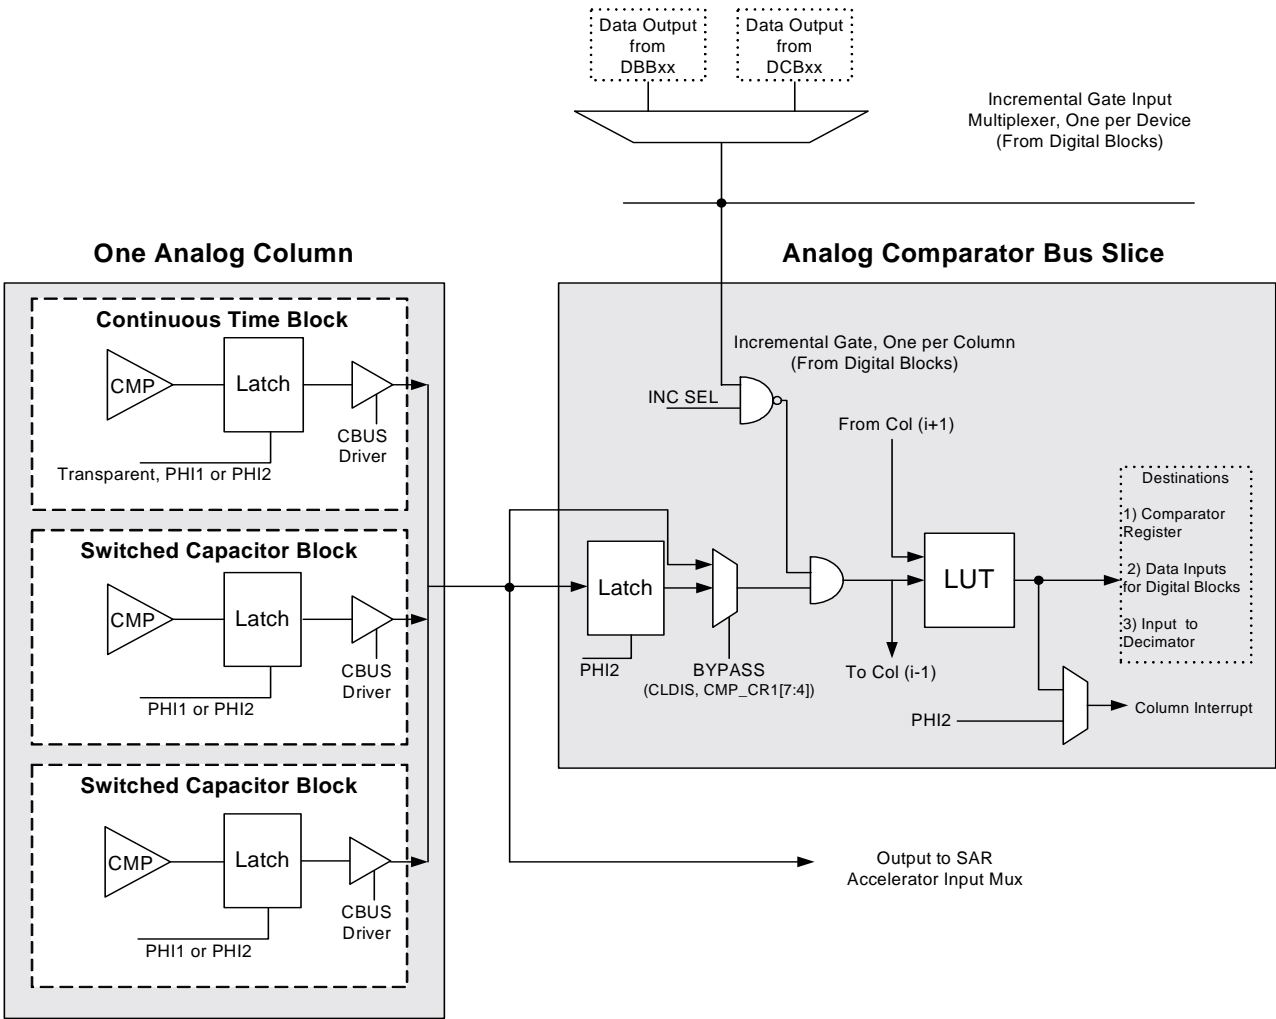 Data Output
from
DBBxx
Data Output
from
DCBxx
Incremental Gate Input
Multiplexer, One per Device
(From Digital Blocks)
One Analog Column
Analog Comparator Bus Slice
Continuous Time Block
CMP
Latch
CBUS
Driver
Transparent, PHI1 or PHI2
Switched Capacitor Block
CMP
Latch
CBUS
Driver
PHI1 or PHI2
Switched Capacitor Block
CMP
Latch
CBUS
Driver
PHI1 or PHI2
Incremental Gate, One per Column
(From Digital Blocks)
INC SEL
From Col (i+1)
Latch
PHI2
BYPASS
(CLDIS, CMP_CR1[7:4])
LUT
To Col (i-1)
Destinations
1) Comparator
Register
2) Data Inputs
for Digital Blocks
3) Input to
Decimator
PHI2
Column Interrupt
Output to SAR
Accelerator Input Mux